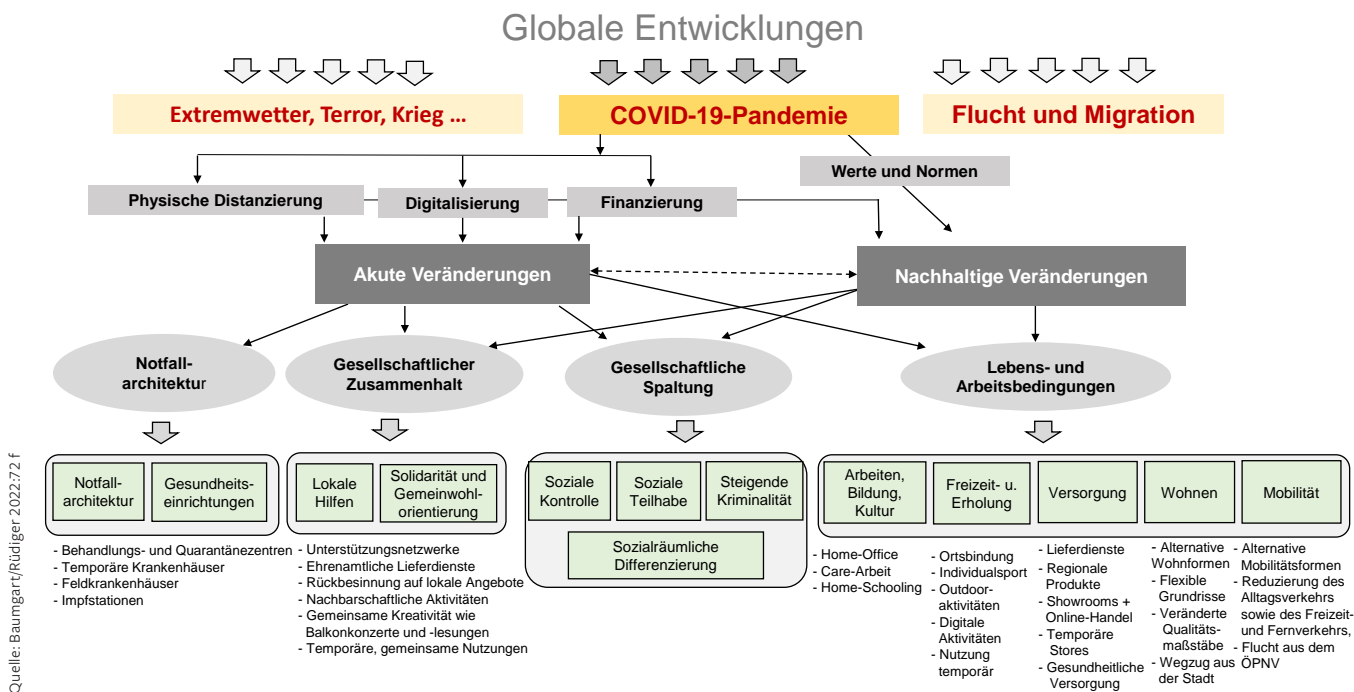 Globale Entwicklungen
Extremwetter, Terror, Krieg ...
COVID-19-Pandemie
Flucht und Migration
Werte und Normen
Physische Distanzierung
Digitalisierung
Finanzierung
Akute Veränderungen
Nachhaltige Veränderungen
Notfall-
architektur
Gesellschaftlicher
Zusammenhalt
Gesellschaftliche
Spaltung
Lebens- und
Arbeitsbedingungen
Notfall-
architektur
Gesundheits-
einrichtungen
Lokale
Hilfen
Solidarität und
Gemeinwohl-
orientierung
Soziale
Kontrolle
Soziale
Teilhabe
Steigende
Kriminalität
Sozialräumliche
Differenzierung
Arbeiten,
Bildung,
Kultur
Freizeit- u.
Erholung
Versorgung
Wohnen
Mobilität
- Behandlungs- und Quarantänezentren
- Temporäre Krankenhäuser
- Feldkrankenhäuser
- Impfstationen
- Unterstützungsnetzwerke
- Ehrenamtliche Lieferdienste
- Rückbesinnung auf lokale Angebote
- Nachbarschaftliche Aktivitäten
- Gemeinsame Kreativität wie
Balkonkonzerte und -lesungen
- Temporäre, gemeinsame Nutzungen
- Home-Office
- Care-Arbeit
- Home-Schooling
- Ortsbindung
- Individualsport
- Outdoor-
aktivitäten
- Digitale
Aktivitäten
- Nutzung
temporär
- Lieferdienste
- Regionale
Produkte
- Showrooms +
Online-Handel
- Temporäre
Stores
- Gesundheitliche
Versorgung
- Alternative
Wohnformen
- Flexible
Grundrisse
- Veränderte
Qualitäts-
maßstäbe
- Wegzug aus
der Stadt
- Alternative
Mobilitätsformen
- Reduzierung des
Alltagsverkehrs
sowie des Freizeit-
und Fernverkehrs,
- Flucht aus dem
ÖPNV
Quelle: Baumgart/Rüdiger 2022:72 f